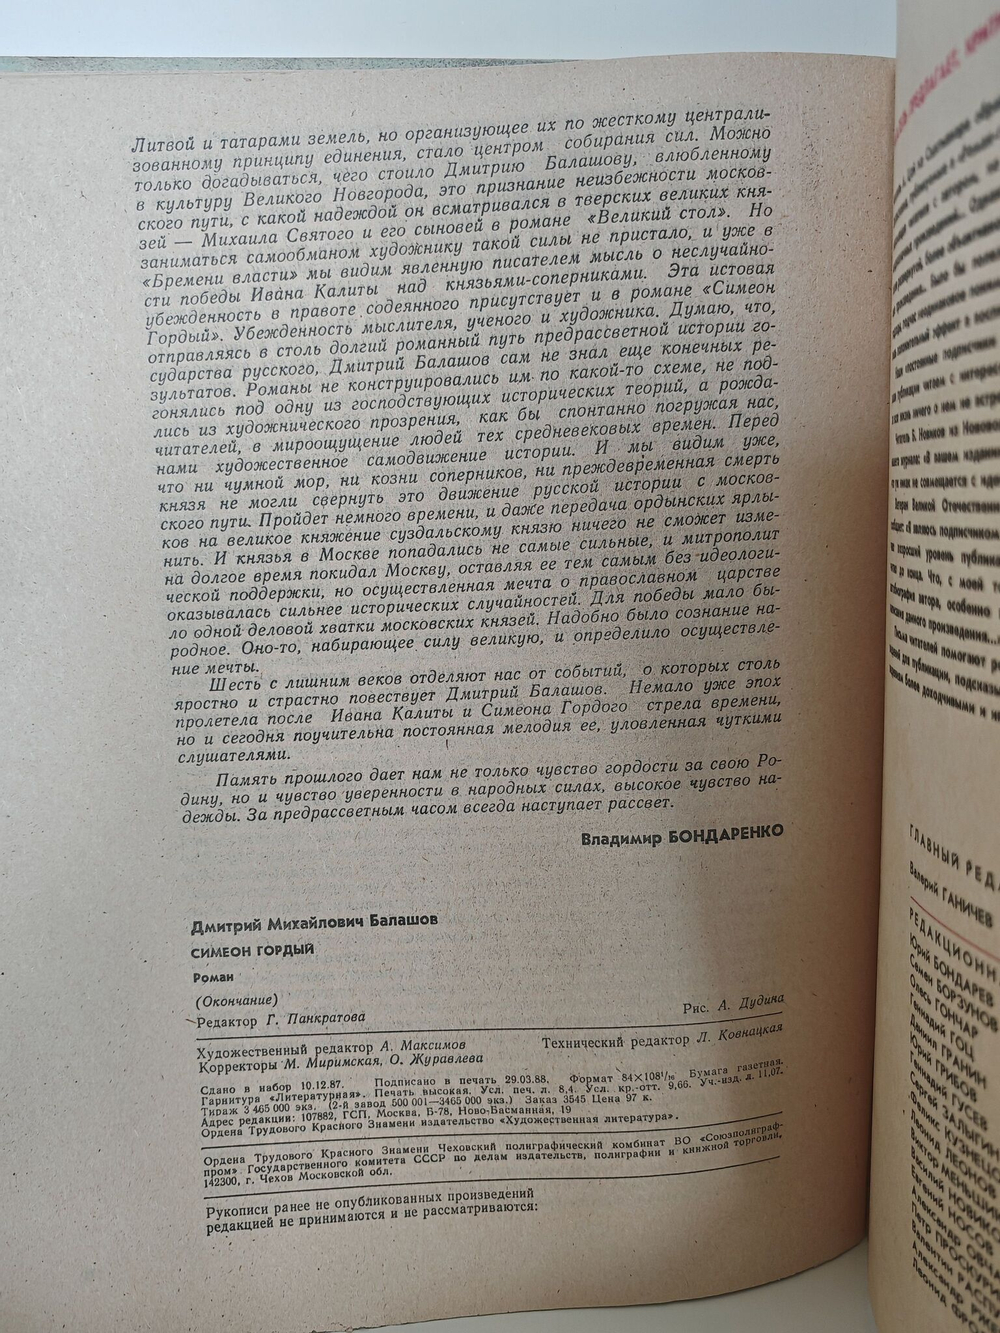 Литвой и татарами земель, но организующее их по жесткому централи-
зованному принципу единения, стало центром собирания сил. Можно
только догадываться, чего стоило Дмитрию Балашову, влюбленному
в культуру Великого Новгорода, это признание неизбежности москов-
ского пути, с какой надеждой он всматривался в тверских великих кня-
зей — Михаила Святого и его сыновей в романе «Великий стол». Но
заниматься самообманом художнику такой силы не пристало, и уже в
«Бремени власти» мы видим явленную писателем мысль о неслучайно-
сти победы Ивана Калиты над князьями-соперниками. Эта истовая
убежденность в правоте содеянного присутствует и в романе «Симеон
Гордый». Убежденность мыслителя, ученого и художника. Думаю, что,
отправляясь в столь долгий романный путь предрассветной истории го-
сударства русского, Дмитрий Балашов сам не знал еще конечных ре-
зультатов. Романы не конструировались им по какой-то схеме, не под-
гонялись под одну из господствующих исторических теорий, а рожда-
лись из художнического прозрения, как бы спонтанно погружая нас,
читателей, в мироощущение людей тех средневековых времен. Перед
нами художественное самодвижение истории. И мы видим уже,
что ни чумной мор, ни козни соперников, ни преждевременная смерть
князя не могли свернуть это движение русской истории с москов-
ского пути. Пройдет немного времени, и даже передача ордынских ярлы-
ков на великое княжение суздальскому князю ничего не сможет изме-
нить. И князья в Москве попадались не самые сильные, и митрополит
на долгое время покидал Москву, оставляя ее тем самым без идеологи-
ческой поддержки, но осуществленная мечта о православном царстве
оказывалась сильнее исторических случайностей. Для победы мало бы-
ло одной деловой хватки московских князей. Надобно было сознание на-
родное. Оно-то, набирающее силу великую, и определило осуществле-
ние мечты.
Шесть с лишним веков отделяют нас от событий, о которых столь
яростно и страстно повествует Дмитрий Балашов. Немало уже эпох
пролетела после Ивана Калиты и Симеона Гордого стрела времени,
но и сегодня поучительна постоянная мелодия ее, уловленная чуткими
слушателями.
Память прошлого дает нам не только чувство гордости за свою Ро-
дину, но и чувство уверенности в народных силах, высокое чувство на-
дежды. За предрассветным часом всегда наступает рассвет.
Владимир БОНДАРЕНКО
Дмитрий Михайлович Балашов
СИМЕОН ГОРДЫЙ
Роман
(Окончание)
Редактор Г. Панкратова Рис. А. Дудина
Художественный редактор А. Максимов Технический редактор Л. Ковнацкая
Корректоры М. Миримская, О. Журавлева
Сдано в набор 10.12.87. Подписано в печать 29.03.88. Формат 84×108¹/₁₆ Бумага газетная.
Гарнитура «Литературная». Печать высокая. Усл. печ. л. 8,4. Усл. кр.-отт. 9,66. Уч.-изд. л. 11,07.
Тираж 3 465 000 экз. (2-й завод 500 001—3465 000 экз.) Заказ 3545 Цена 97 к.
Адрес редакции: 107882, ГСП, Москва, Б-78, Ново-Басманная, 19
Ордена Трудового Красного Знамени издательство «Художественная литература».
Ордена Трудового Красного Знамени Чеховский полиграфический комбинат ВО «Союзполиграф-
пром» Государственного комитета СССР по делам издательств, полиграфии и книжной торговли,
142300, г. Чехов Московской обл.
Рукописи ранее не опубликованных произведений
редакцией не принимаются и не рассматриваются:
ГЛАВНЫЙ
Валерий ГАНИЧЕВ
Юрий БОНДАРЕВ
Семен БОРЗУНОВ
Олесь ГОНЧАР
Геннадий ГОЦ
Даниил ГРАНИН
Юрий ГРИБОВ
Геннадий ГУСЕВ
Сергей ЗАЛЫГИН
Феликс КУЗНЕЦОВ
Леонид ЛЕОНОВ
Виктор
Василий НОВИКОВ
Евгений НОСОВ
Александр
Петр
Валентин
Александр
Леонид